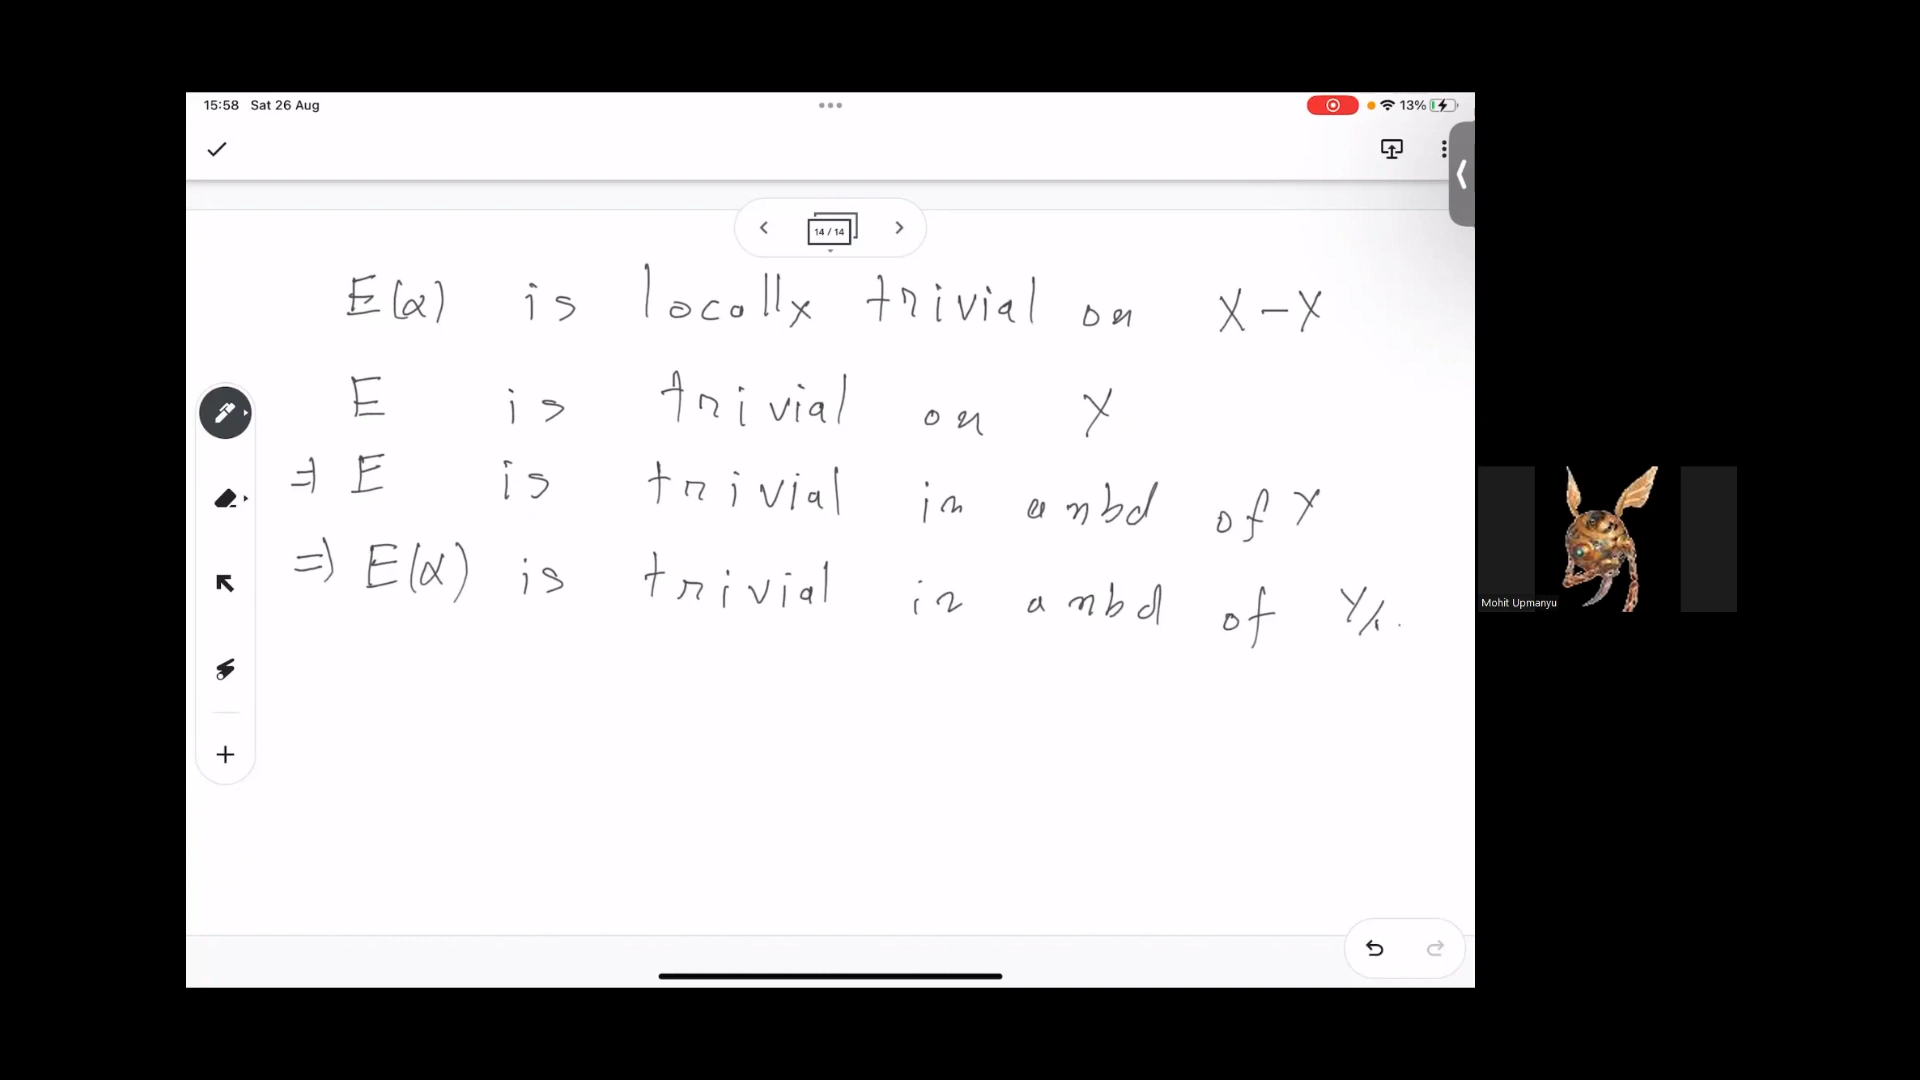 15:58 Sat 26 Aug
13%
14 / 14
E(α) is locally trivial on X - Y
E is trivial on Y
⇒ E is trivial in a nbd of Y
⇒ E(α) is trivial in a nbd of Y/Y.
Mohit Upmanyu